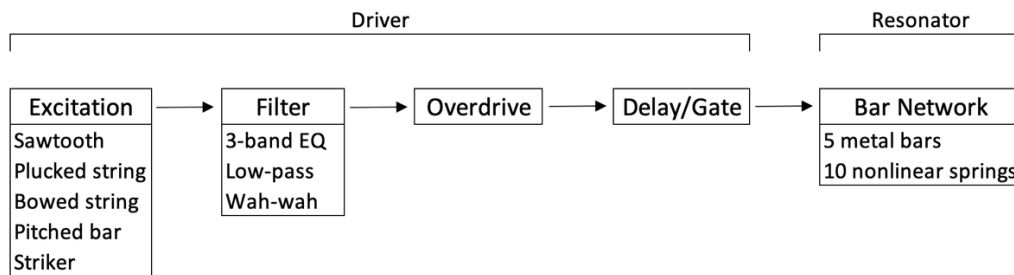 Driver
Resonator
Excitation
Sawtooth
Plucked string
Bowed string
Pitched bar
Striker
Filter
3-band EQ
Low-pass
Wah-wah
Overdrive
Delay/Gate
Bar Network
5 metal bars
10 nonlinear springs